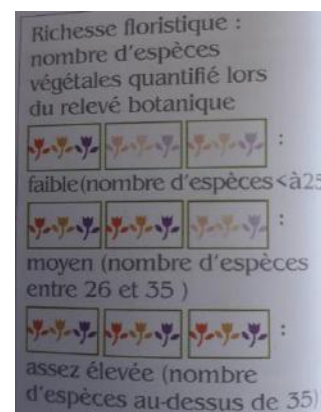 Richesse floristique :
nombre d'espèces
végétales quantifié lors
du relevé botanique
:
faible(nombre d'espèces<à25
:
moyen (nombre d'espèces
entre 26 et 35 )
:
assez élevée (nombre
d'espèces au-dessus de 35)